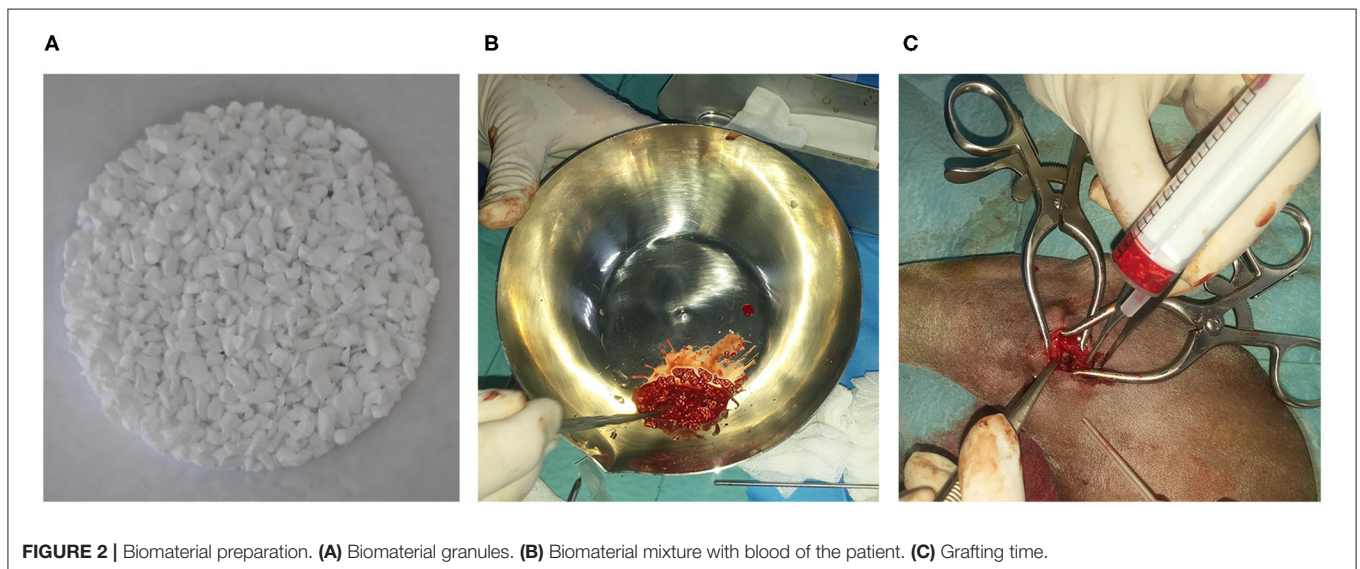 A
B
C
FIGURE 2 | Biomaterial preparation. (A) Biomaterial granules. (B) Biomaterial mixture with blood of the patient. (C) Grafting time.